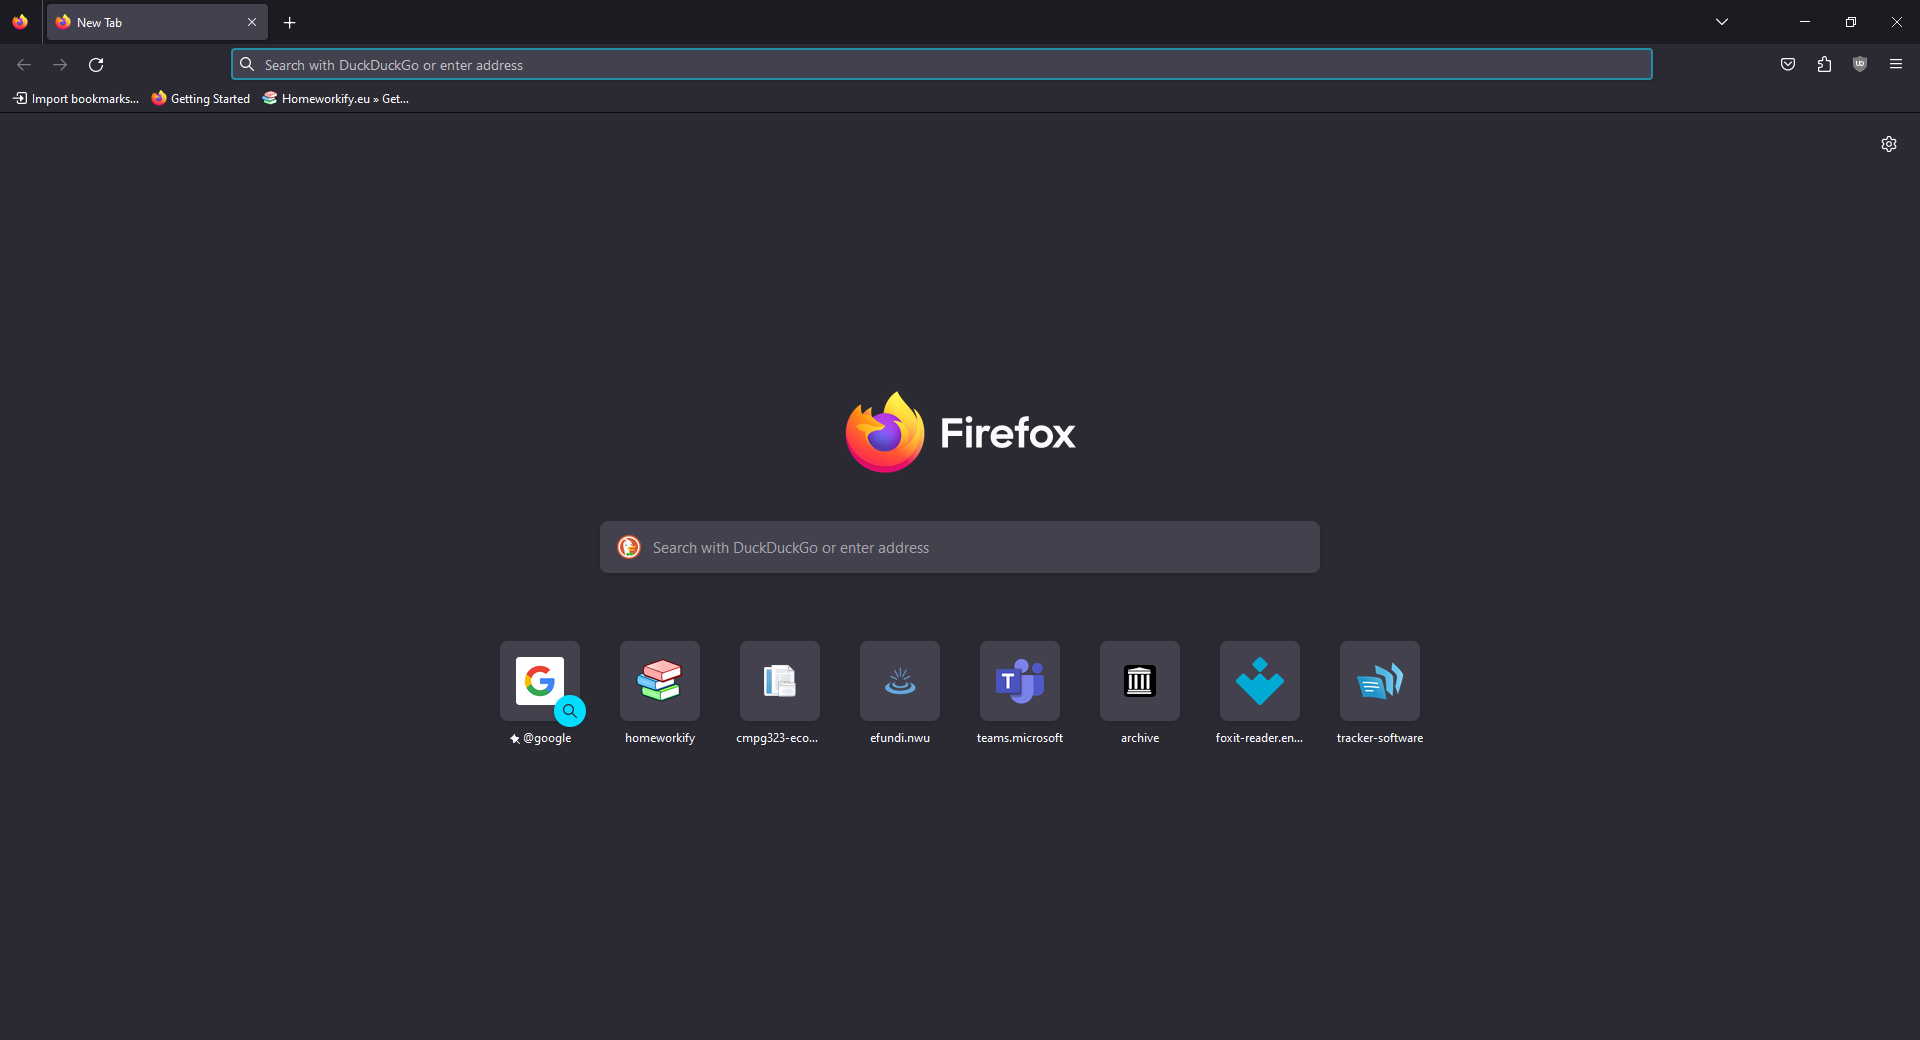 New Tab
Search with DuckDuckGo or enter address
Import bookmarks... Getting Started Homeworkify.eu » Get...
Firefox
Search with DuckDuckGo or enter address
@google homeworkify cmpg323-eco... efundi.nwu teams.microsoft archive foxit-reader.en... tracker-software